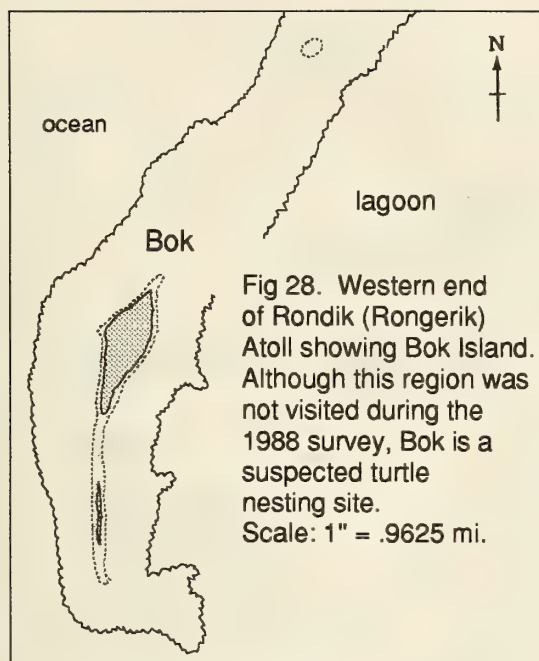 N
ocean
lagoon
Bok
Fig 28. Western end
of Rondik (Rongerik)
Atoll showing Bok Island.
Although this region was
not visited during the
1988 survey, Bok is a
suspected turtle
nesting site.
Scale: 1" = .9625 mi.